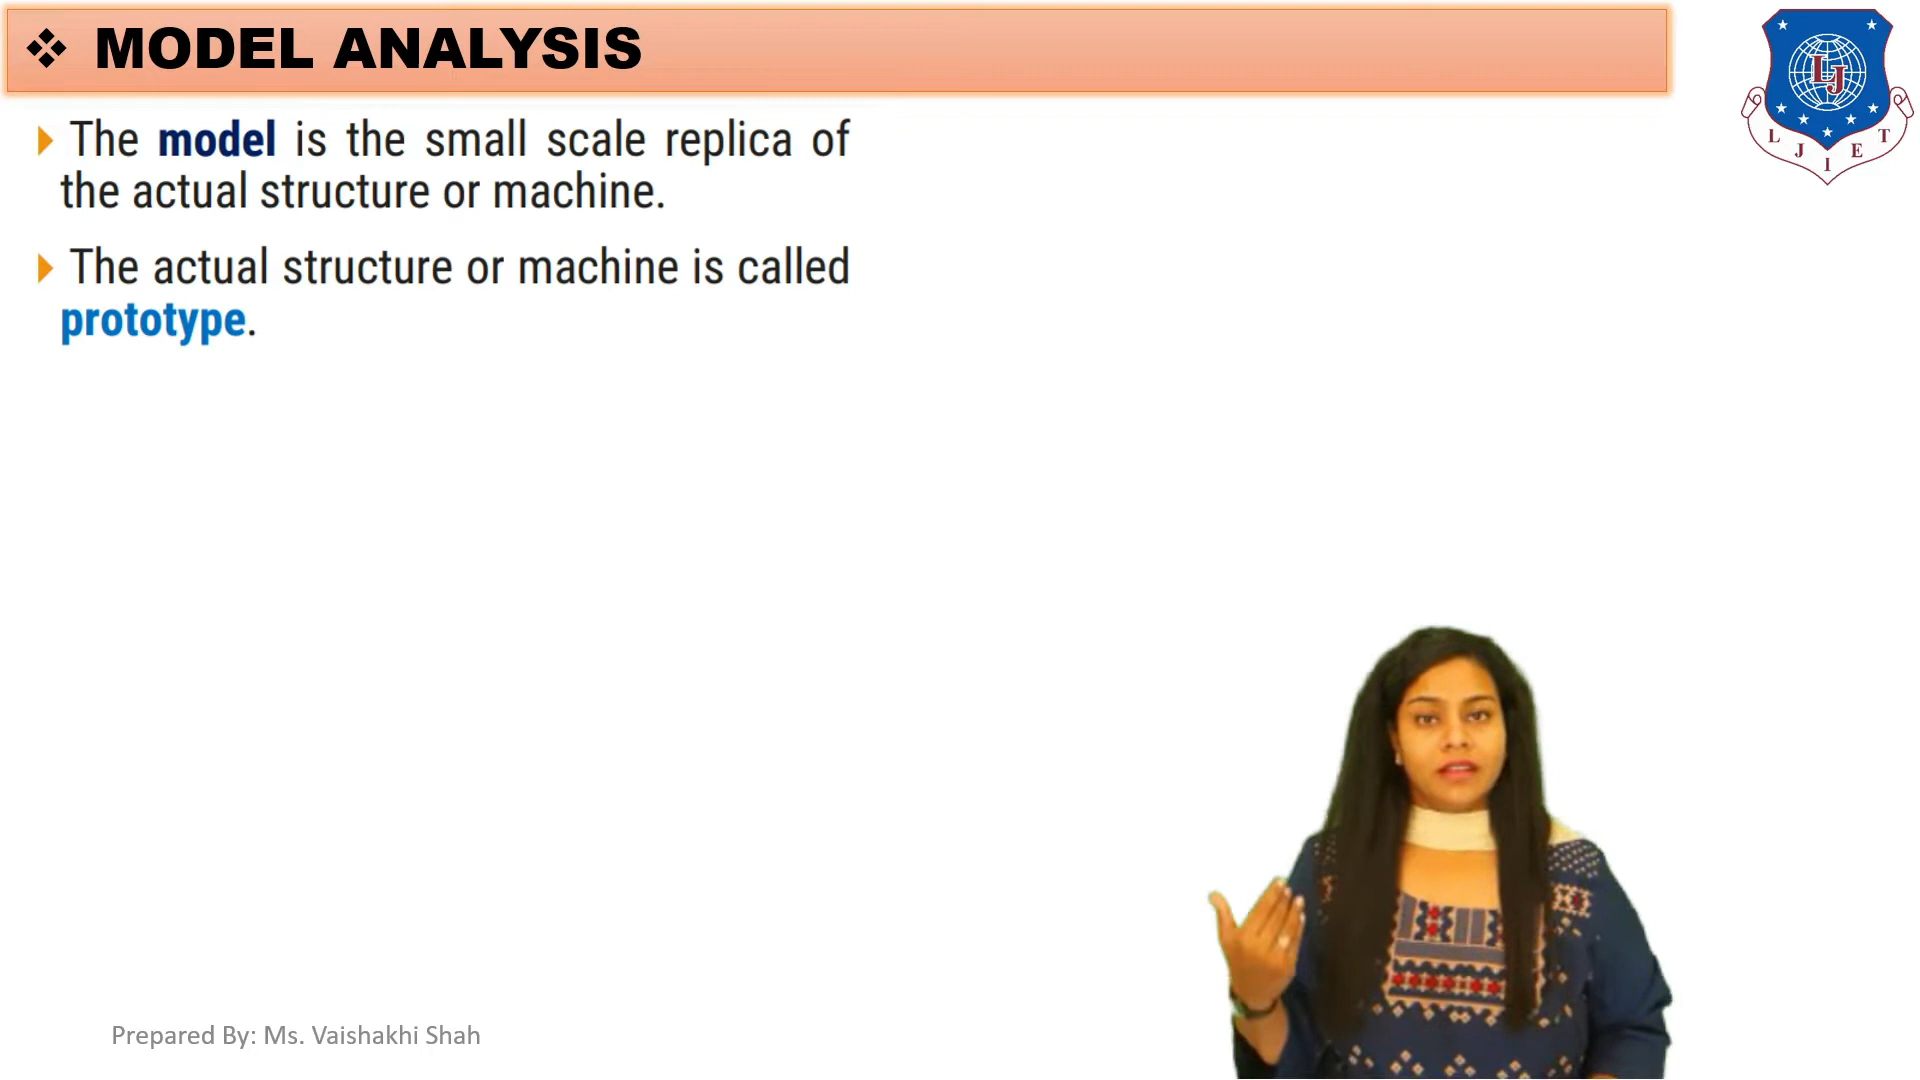 MODEL ANALYSIS
The model is the small scale replica of
the actual structure or machine.
The actual structure or machine is called
prototype.
LJ
L J I E T
Prepared By: Ms. Vaishakhi Shah